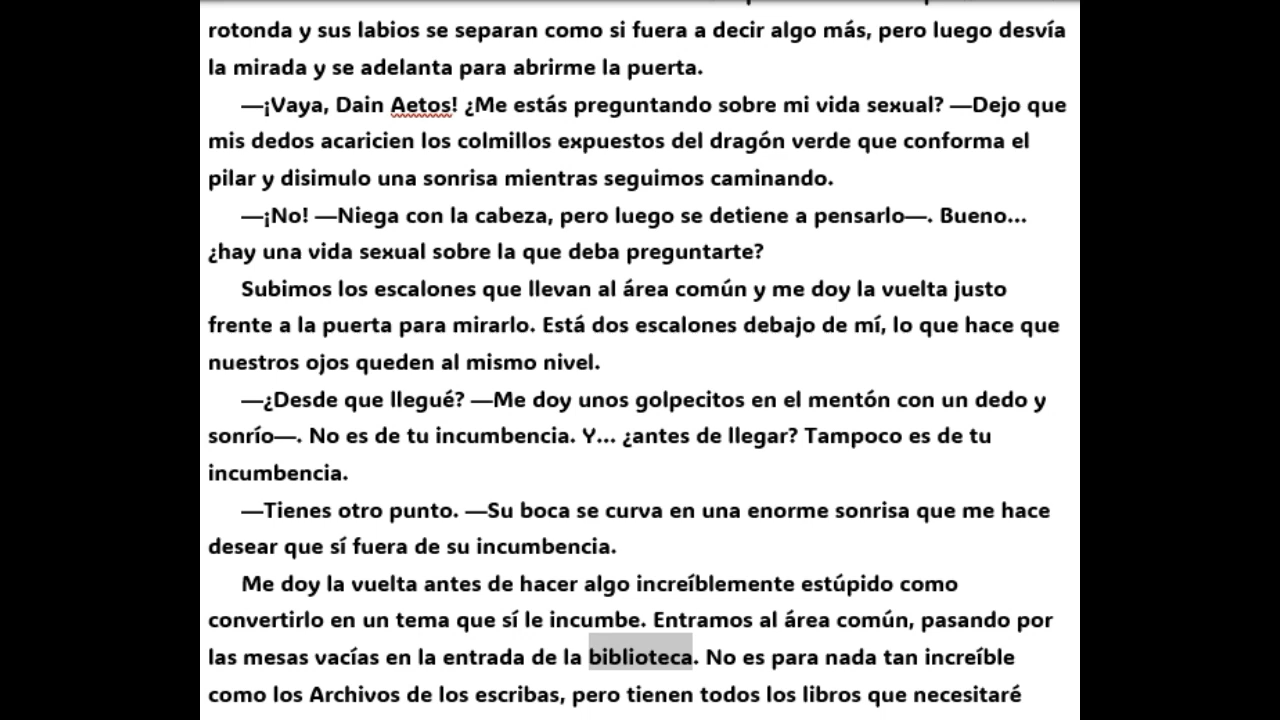 rotonda y sus labios se separan como si fuera a decir algo más, pero luego desvía
la mirada y se adelanta para abrirme la puerta.
—¡Vaya, Dain Aetos! ¿Me estás preguntando sobre mi vida sexual? —Dejo que
mis dedos acaricien los colmillos expuestos del dragón verde que conforma el
pilar y disimulo una sonrisa mientras seguimos caminando.
—¡No! —Niega con la cabeza, pero luego se detiene a pensarlo—. Bueno...
¿hay una vida sexual sobre la que deba preguntarte?
Subimos los escalones que llevan al área común y me doy la vuelta justo
frente a la puerta para mirarlo. Está dos escalones debajo de mí, lo que hace que
nuestros ojos queden al mismo nivel.
—¿Desde que llegué? —Me doy unos golpecitos en el mentón con un dedo y
sonrío—. No es de tu incumbencia. Y... ¿antes de llegar? Tampoco es de tu
incumbencia.
—Tienes otro punto. —Su boca se curva en una enorme sonrisa que me hace
desear que sí fuera de su incumbencia.
Me doy la vuelta antes de hacer algo increíblemente estúpido como
convertirlo en un tema que sí le incumbe. Entramos al área común, pasando por
las mesas vacías en la entrada de la biblioteca. No es para nada tan increíble
como los Archivos de los escribas, pero tienen todos los libros que necesitaré